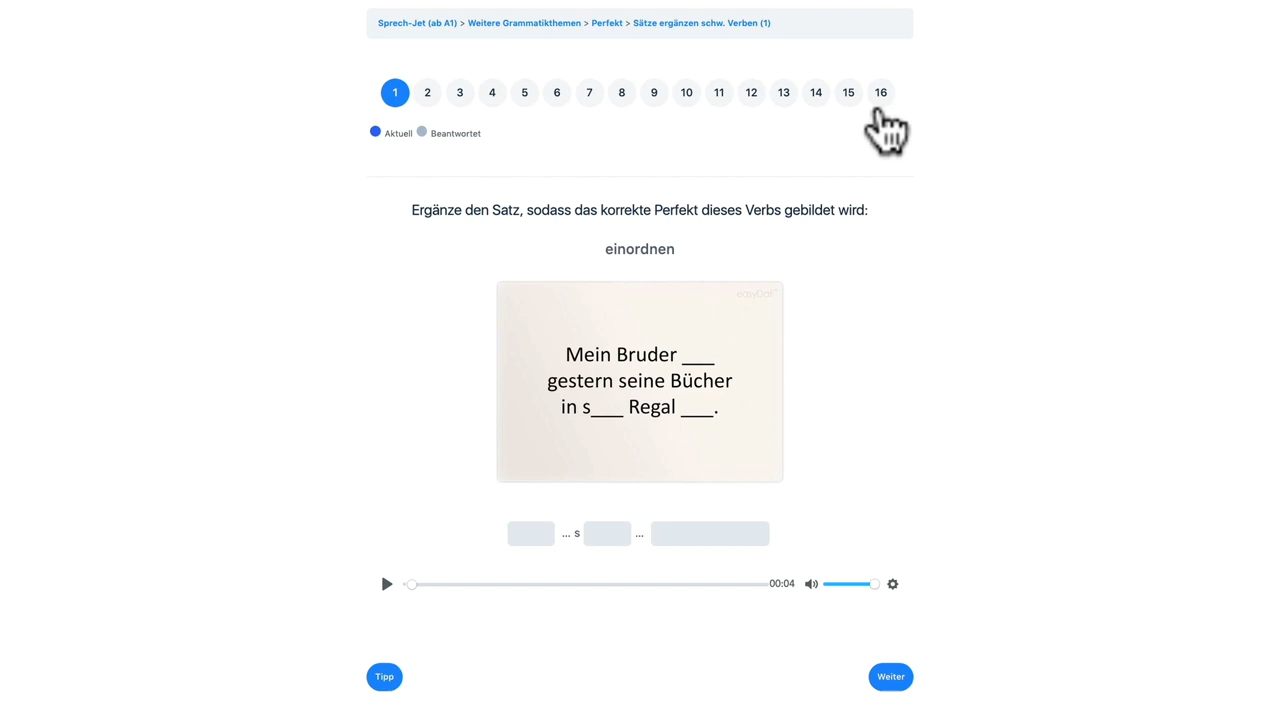 Sprech-Jet (ab A1) > Weitere Grammatikthemen > Perfekt > Sätze ergänzen schw. Verben (1)
1 2 3 4 5 6 7 8 9 10 11 12 13 14 15 16
Aktuell Beantwortet
Ergänze den Satz, sodass das korrekte Perfekt dieses Verbs gebildet wird:
einordnen
easyDaF
Mein Bruder ___
gestern seine Bücher
in s___ Regal ___.
... s ...
00:04
Tipp Weiter